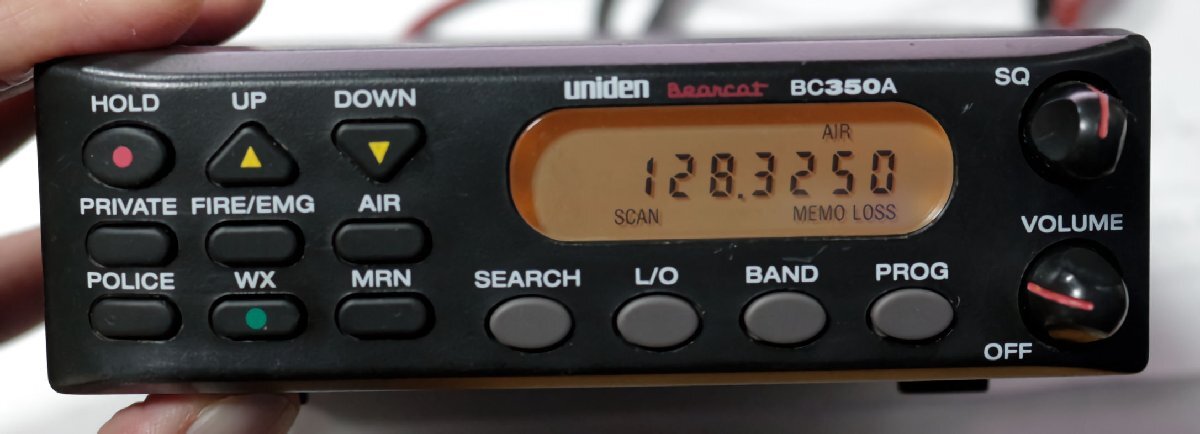 uniden Bearcat BC350A
SQ
HOLD UP DOWN
AIR
128.3250
SCAN MEMO LOSS
PRIVATE FIRE/EMG AIR
VOLUME
POLICE WX MRN
SEARCH L/O BAND PROG
OFF